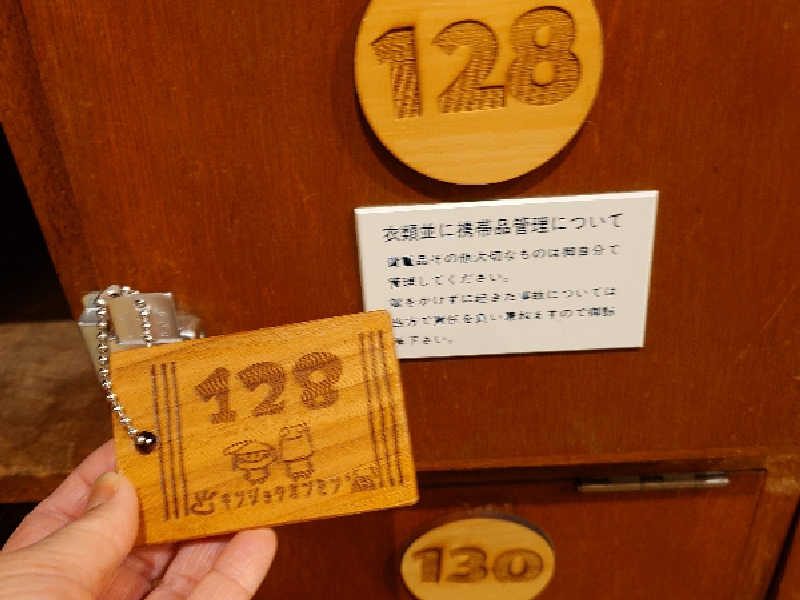 128
衣類並に携帯品管理について
貴重品その他大切なものは御自分で
管理してください。
鍵をかけずに起きた事故については
当方で責任を負い兼ねますので御承
知下さい。
128
130